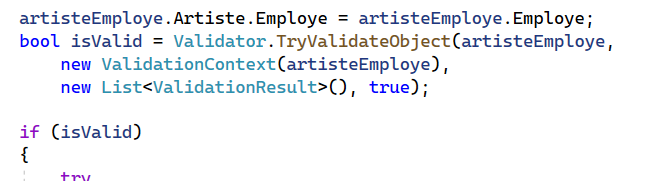 artisteEmploye.Artiste.Employe = artisteEmploye.Employe;
bool isValid = Validator.TryValidateObject(artisteEmploye,
    new ValidationContext(artisteEmploye),
    new List<ValidationResult>(), true);

if (isValid)
{
    try